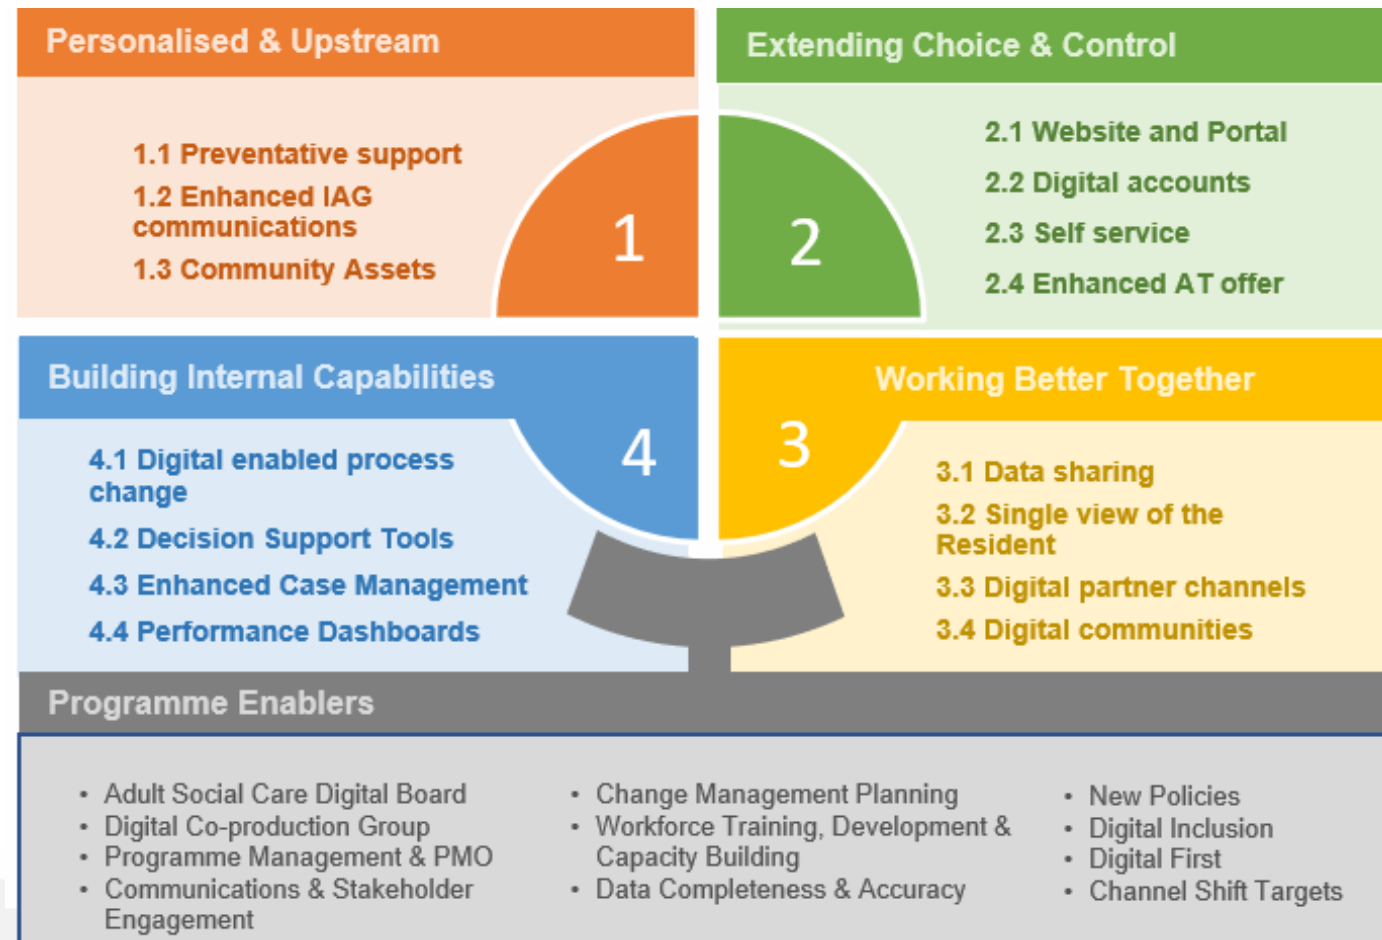 Personalised & Upstream
1.1 Preventative support
1.2 Enhanced IAG
communications
1.3 Community Assets
1
Extending Choice & Control
2.1 Website and Portal
2.2 Digital accounts
2.3 Self service
2.4 Enhanced AT offer
2
Building Internal Capabilities
4.1 Digital enabled process
change
4.2 Decision Support Tools
4.3 Enhanced Case Management
4.4 Performance Dashboards
4
Working Better Together
3.1 Data sharing
3.2 Single view of the
Resident
3.3 Digital partner channels
3.4 Digital communities
3
Programme Enablers
• Adult Social Care Digital Board
• Digital Co-production Group
• Programme Management & PMO
• Communications & Stakeholder
Engagement
• Change Management Planning
• Workforce Training, Development &
Capacity Building
• Data Completeness & Accuracy
• New Policies
• Digital Inclusion
• Digital First
• Channel Shift Targets